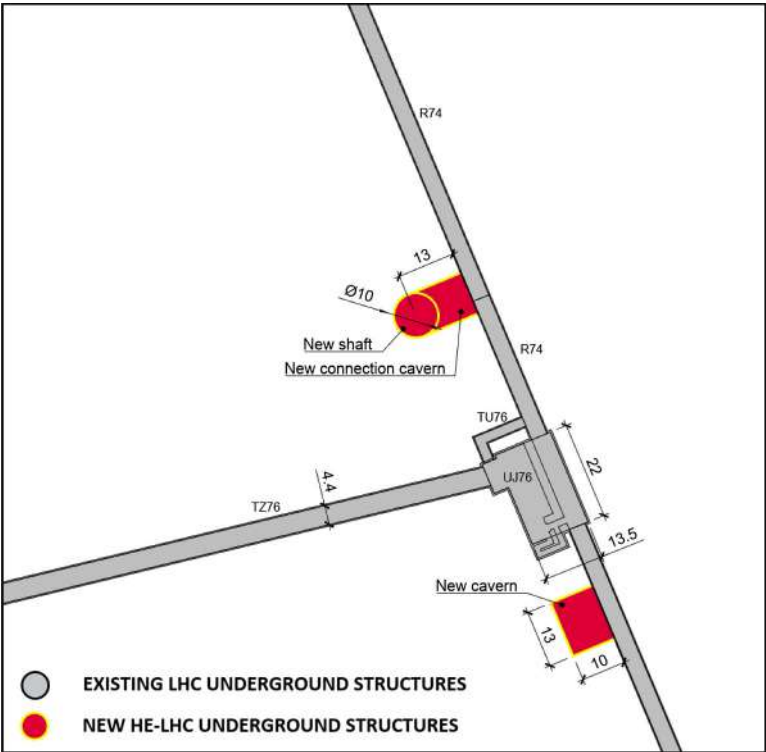 R74
13
Ø10
New shaft
New connection cavern
R74
TU76
22
UJ76
4.4
TZ76
13.5
New cavern
13
10
EXISTING LHC UNDERGROUND STRUCTURES
NEW HE-LHC UNDERGROUND STRUCTURES